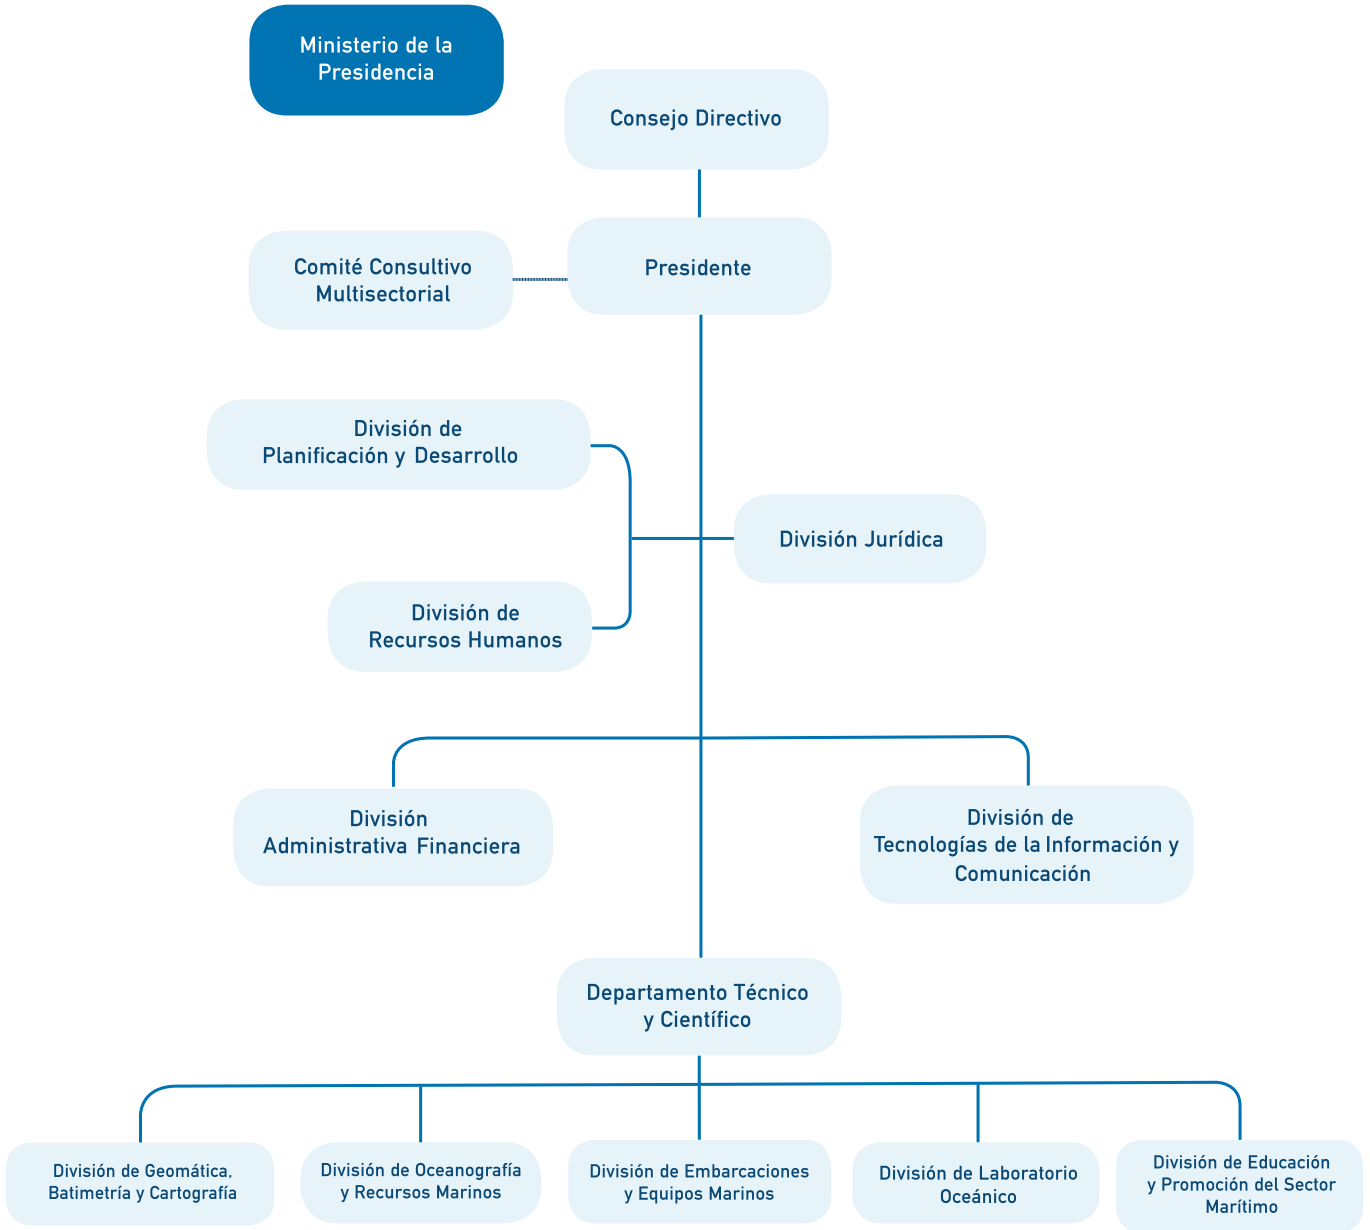 Ministerio de la
Presidencia
Consejo Directivo
Comité Consultivo
Multisectorial
Presidente
División de
Planificación y Desarrollo
División Jurídica
División de
Recursos Humanos
División
Administrativa Financiera
División de
Tecnologías de la Información y
Comunicación
Departamento Técnico
y Científico
División de Geomática,
Batimetría y Cartografía
División de Oceanografía
y Recursos Marinos
División de Embarcaciones
y Equipos Marinos
División de Laboratorio
Oceánico
División de Educación
y Promoción del Sector
Marítimo